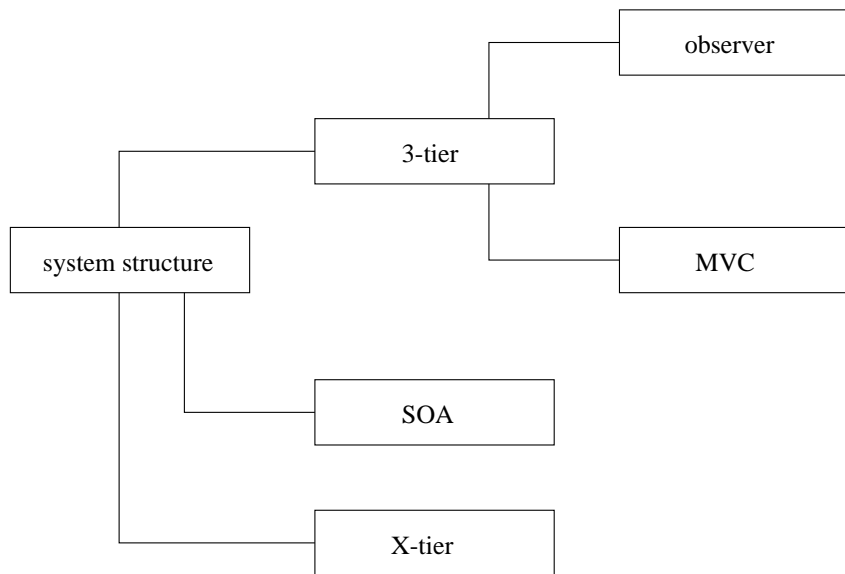 observer
3-tier
system structure
MVC
SOA
X-tier